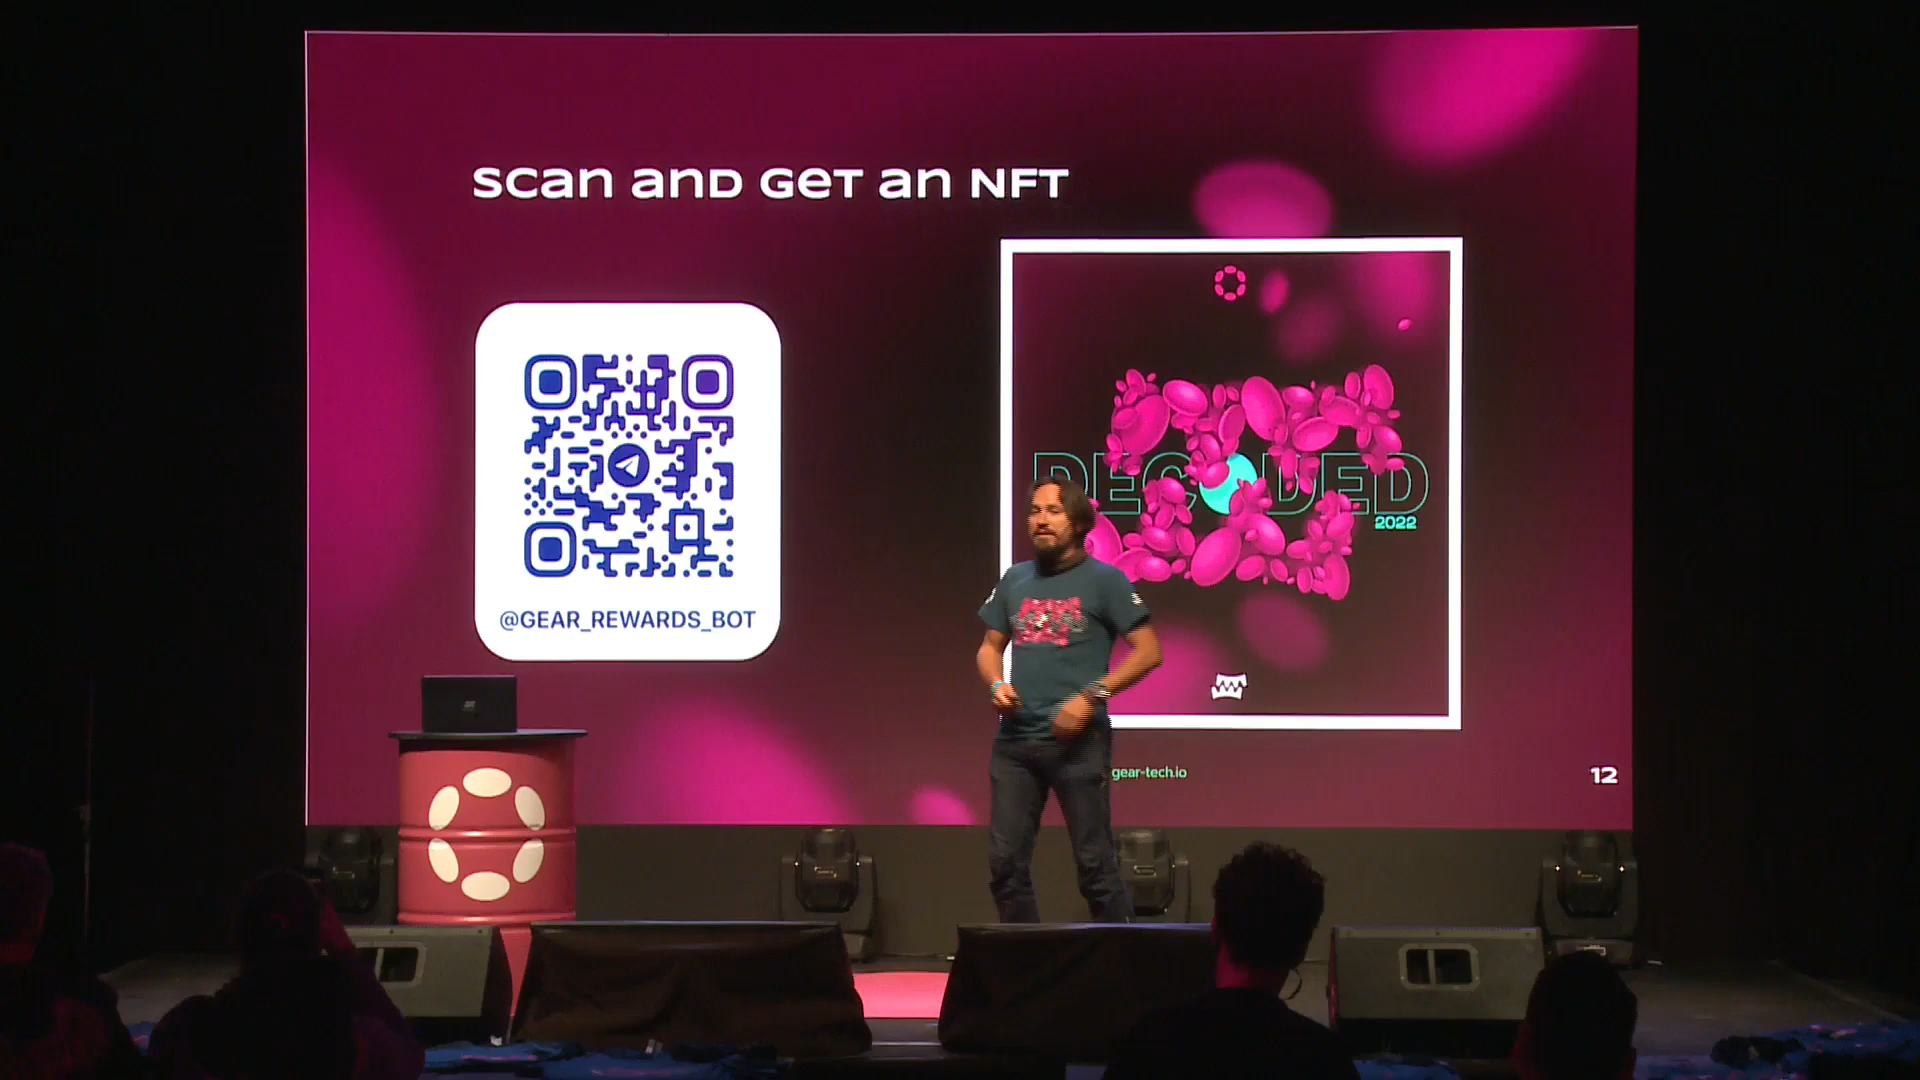 scan and get an NFT
@GEAR_REWARDS_BOT
DECODED
2022
gear-tech.io
12